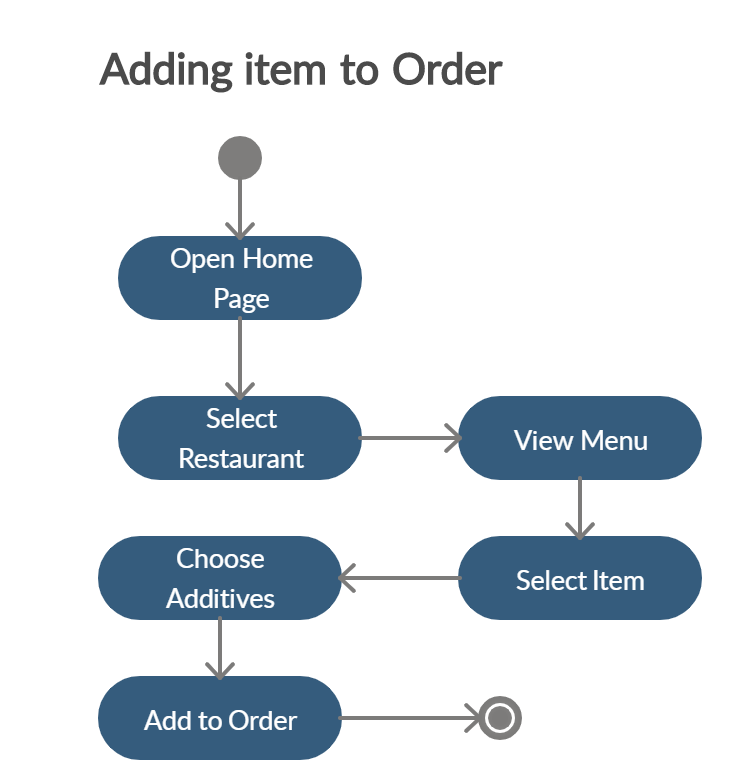 Adding item to Order
Open Home
Page
Select
Restaurant
View Menu
Select Item
Choose
Additives
Add to Order